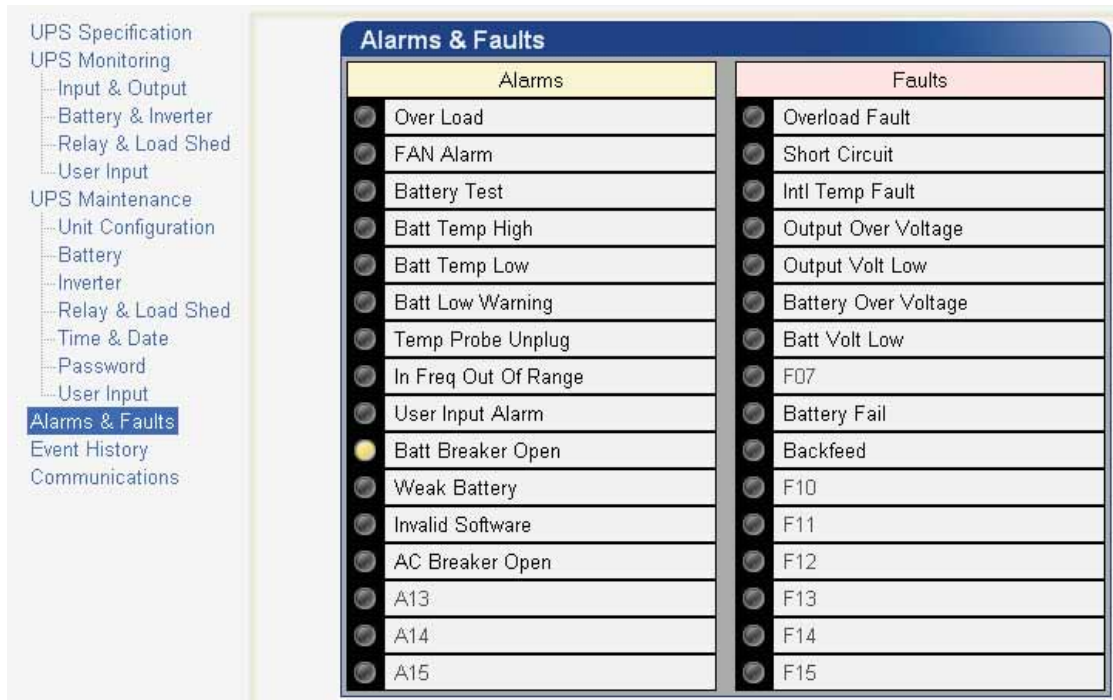 UPS Specification
UPS Monitoring
Input & Output
Battery & Inverter
Relay & Load Shed
User Input
UPS Maintenance
Unit Configuration
Battery
Inverter
Relay & Load Shed
Time & Date
Password
User Input
Alarms & Faults
Event History
Communications
Alarms & Faults
Alarms
Over Load
FAN Alarm
Battery Test
Batt Temp High
Batt Temp Low
Batt Low Warning
Temp Probe Unplug
In Freq Out Of Range
User Input Alarm
Batt Breaker Open
Weak Battery
Invalid Software
AC Breaker Open
A13
A14
A15
Faults
Overload Fault
Short Circuit
Intl Temp Fault
Output Over Voltage
Output Volt Low
Battery Over Voltage
Batt Volt Low
F07
Battery Fail
Backfeed
F10
F11
F12
F13
F14
F15